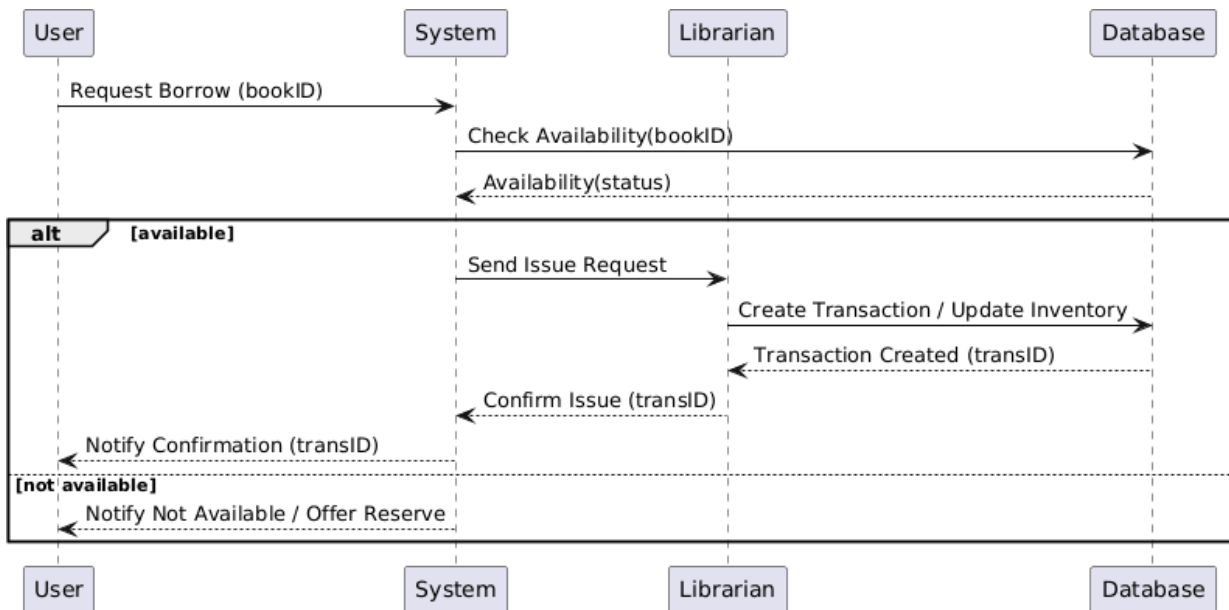 User System Librarian Database
Request Borrow (bookID)
Check Availability(bookID)
Availability(status)
alt [available]
Send Issue Request
Create Transaction / Update Inventory
Transaction Created (transID)
Confirm Issue (transID)
Notify Confirmation (transID)
[not available]
Notify Not Available / Offer Reserve
User System Librarian Database